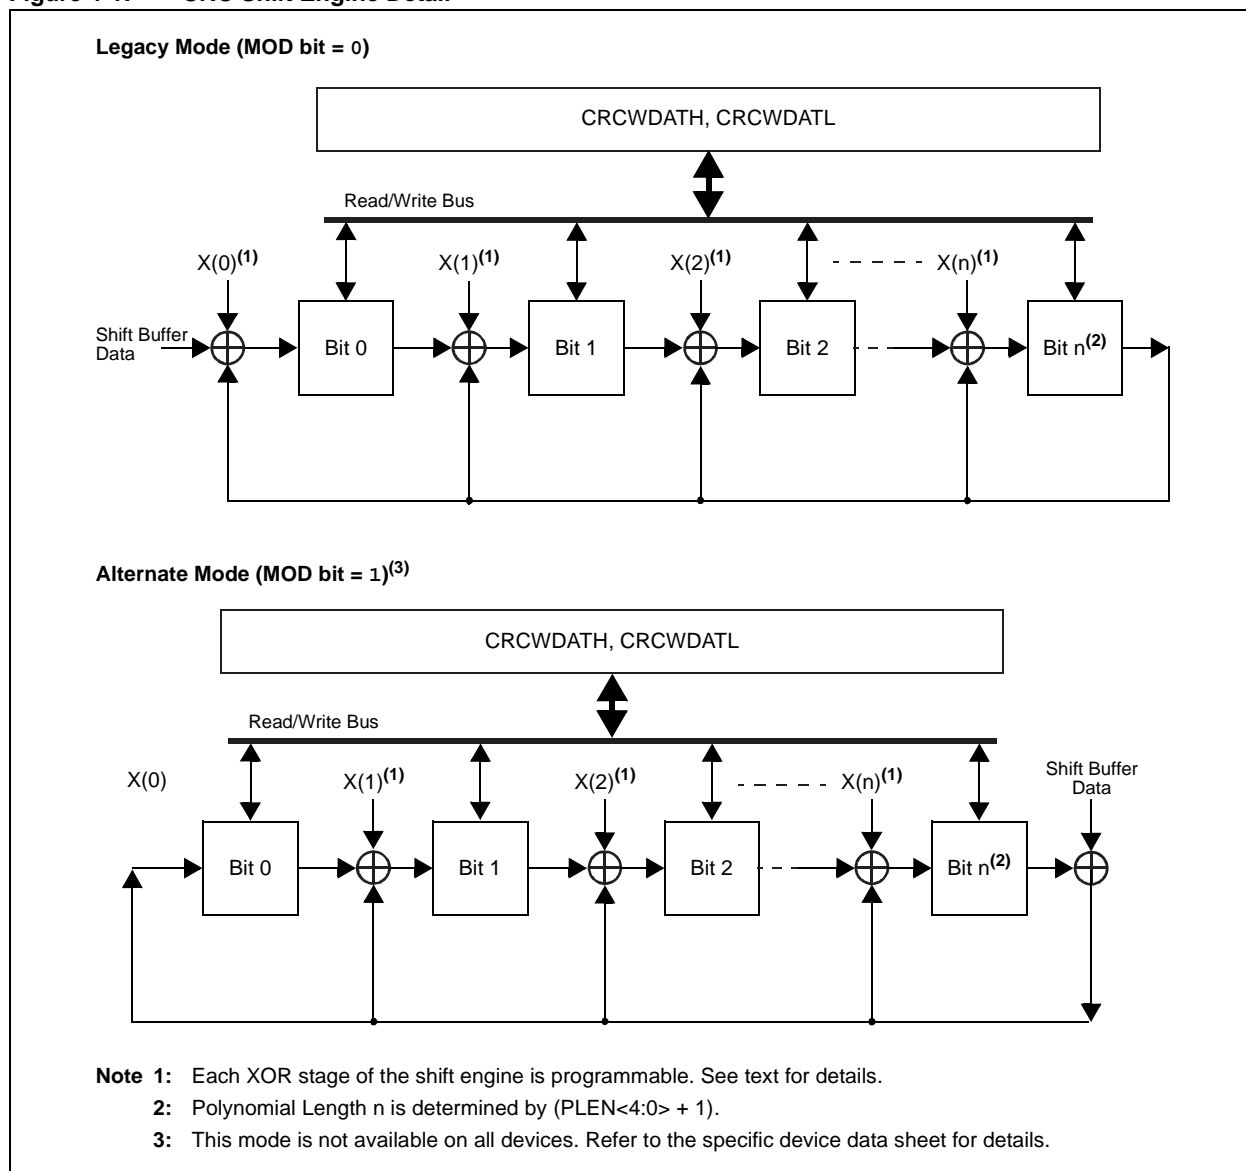 Legacy Mode (MOD bit = 0)
CRCWDATH, CRCWDATL
Read/Write Bus
X(0)(1) X(1)(1) X(2)(1) X(n)(1)
Shift Buffer
Data
Bit 0 Bit 1 Bit 2 Bit n(2)
Alternate Mode (MOD bit = 1)(3)
CRCWDATH, CRCWDATL
Read/Write Bus
X(0) X(1)(1) X(2)(1) X(n)(1)
Shift Buffer
Data
Bit 0 Bit 1 Bit 2 Bit n(2)
Note 1: Each XOR stage of the shift engine is programmable. See text for details.
2: Polynomial Length n is determined by (PLEN<4:0> + 1).
3: This mode is not available on all devices. Refer to the specific device data sheet for details.